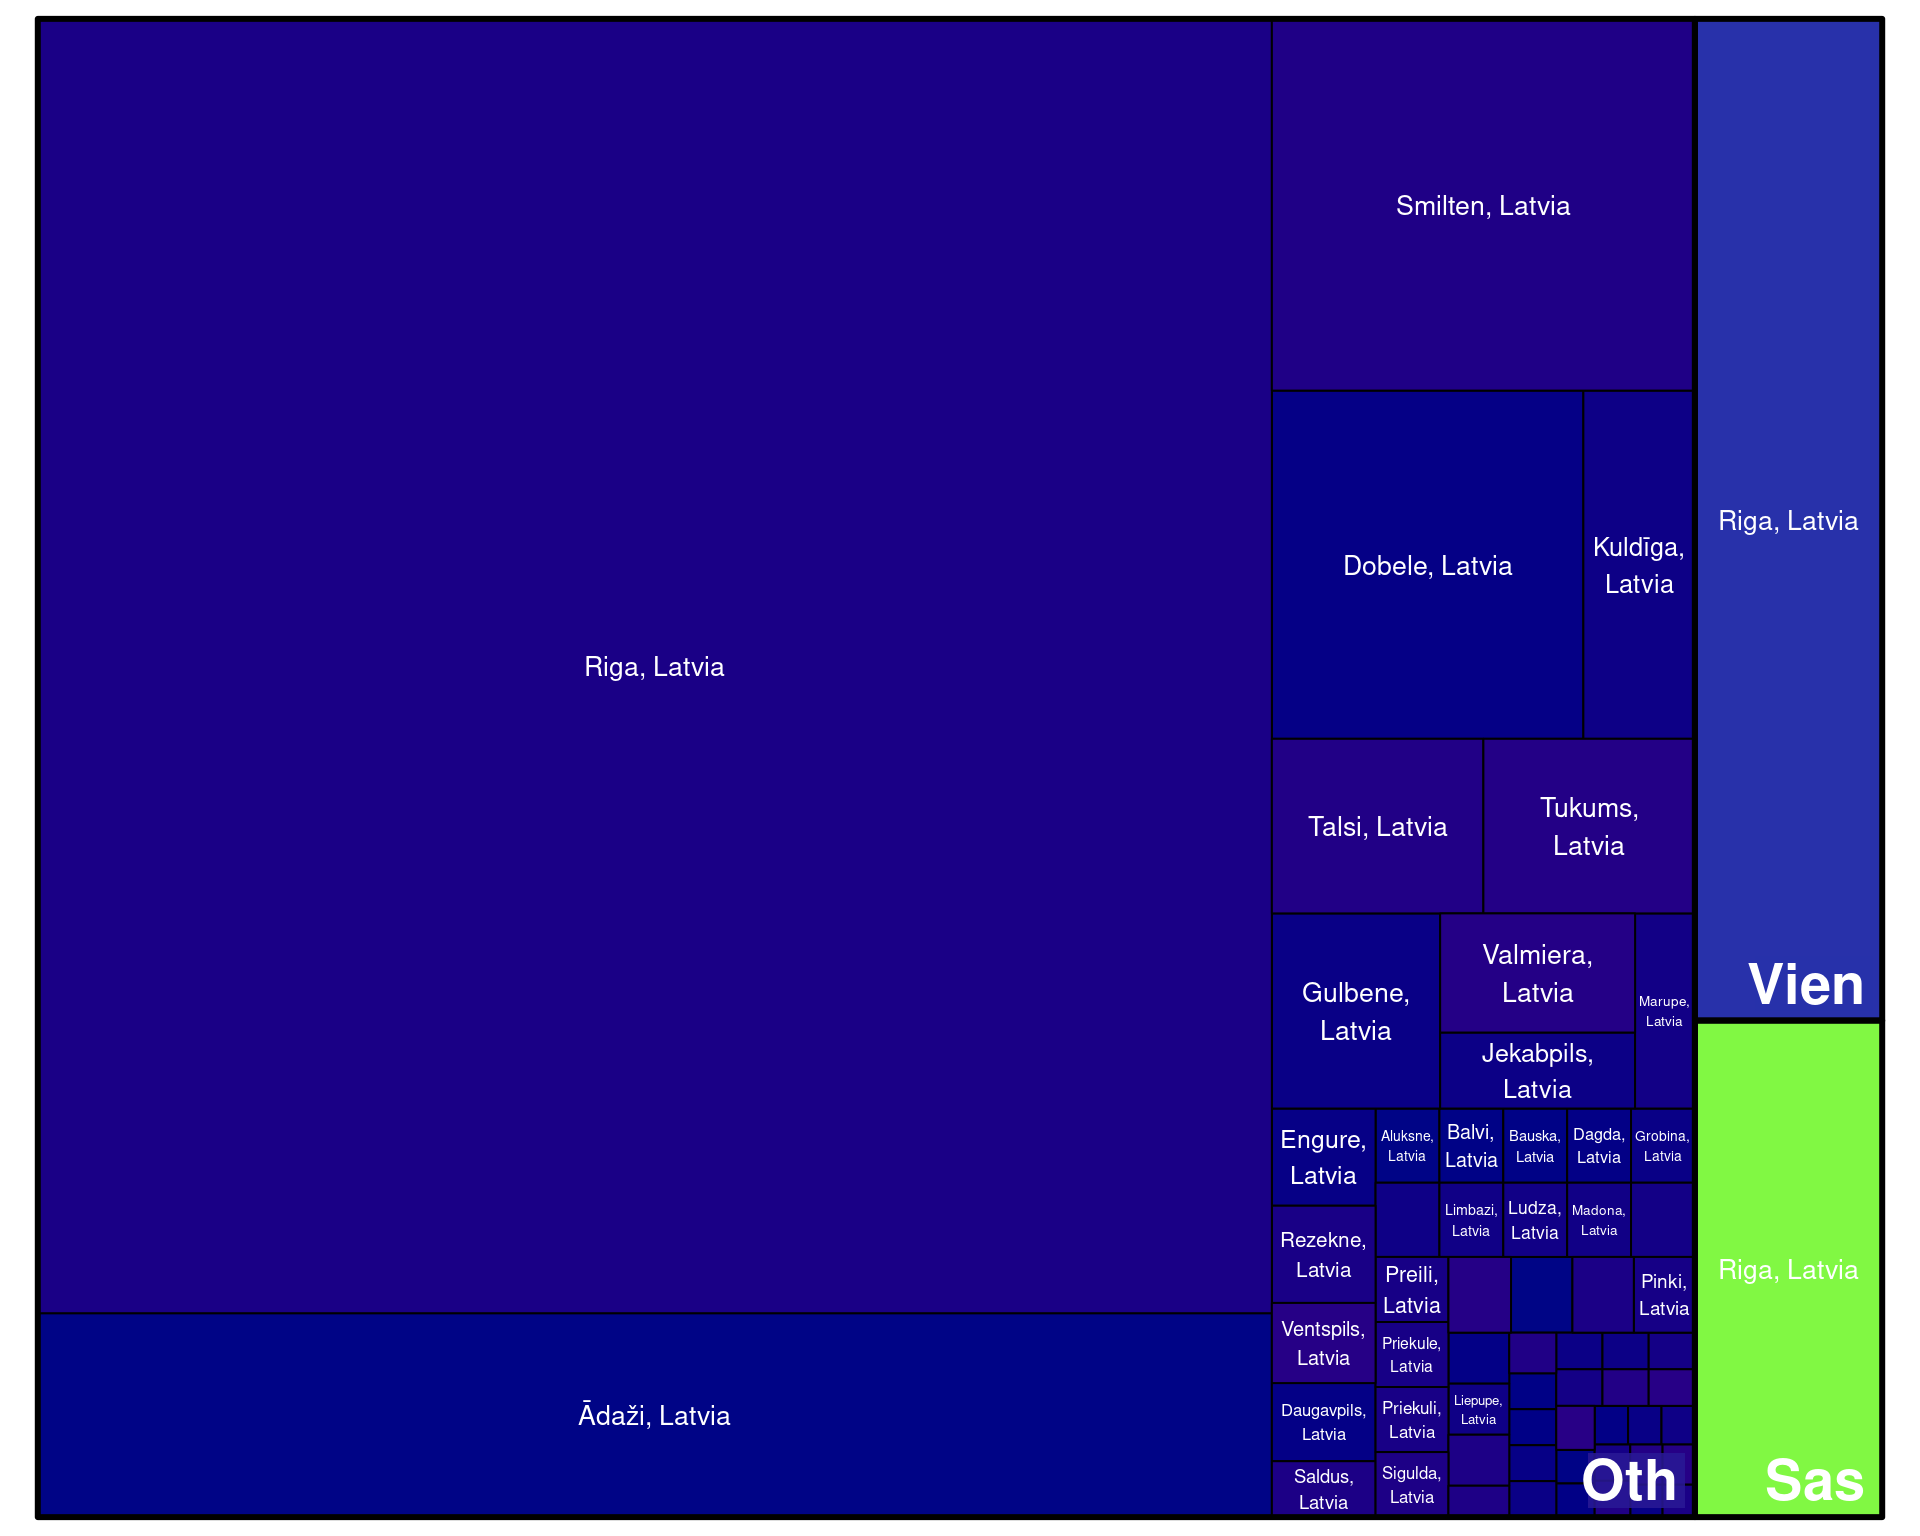 Riga, Latvia
Ādaži, Latvia
Smilten, Latvia
Dobele, Latvia
Kuldīga,
Latvia
Talsi, Latvia
Tukums,
Latvia
Gulbene,
Latvia
Valmiera,
Latvia
Jekabpils,
Latvia
Marupe,
Latvia
Engure,
Latvia
Rezekne,
Latvia
Ventspils,
Latvia
Daugavpils,
Latvia
Saldus,
Latvia
Aluksne,
Latvia
Balvi,
Latvia
Bauska,
Latvia
Dagda,
Latvia
Grobina,
Latvia
Limbazi,
Latvia
Ludza,
Latvia
Madona,
Latvia
Preili,
Latvia
Priekule,
Latvia
Priekuli,
Latvia
Sigulda,
Latvia
Pinki,
Latvia
Liepupe,
Latvia
Oth
Riga, Latvia
Vien
Riga, Latvia
Sas